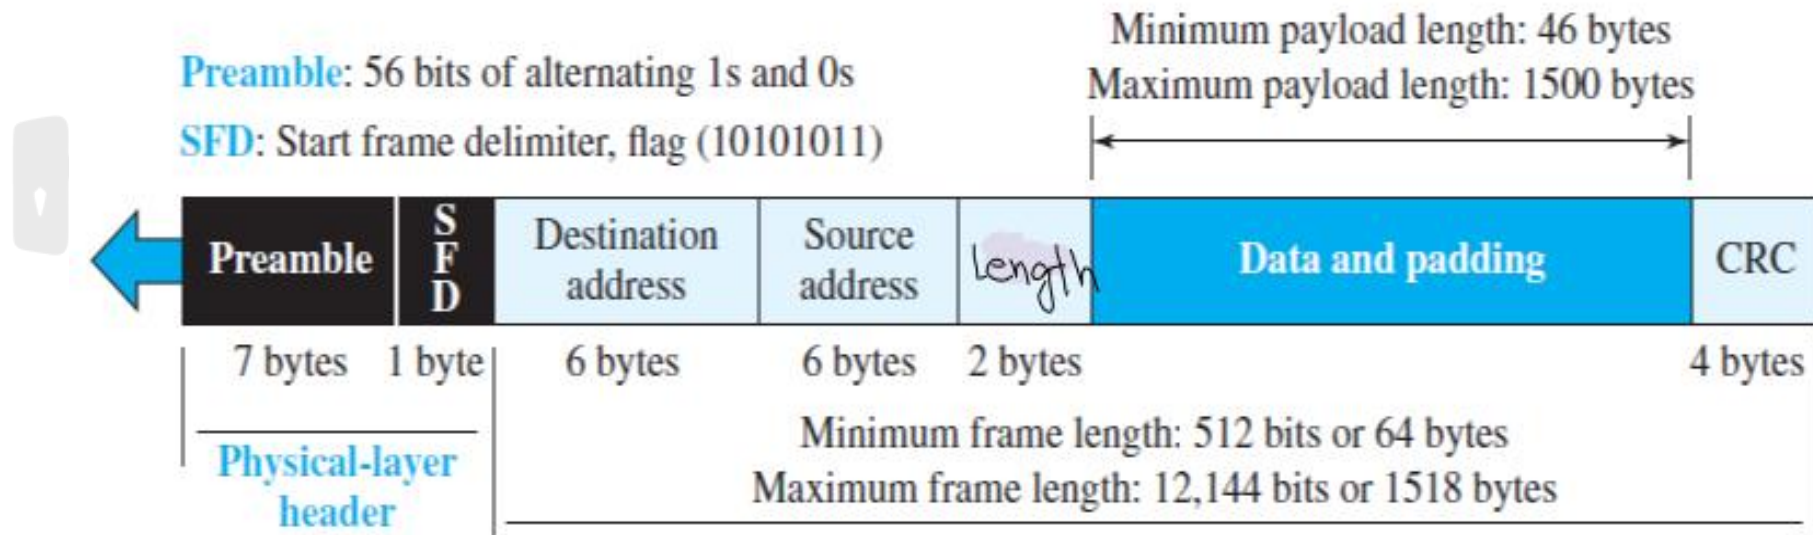 Minimum payload length: 46 bytes
Maximum payload length: 1500 bytes
Preamble: 56 bits of alternating 1s and 0s
SFD: Start frame delimiter, flag (10101011)
Preamble
S
F
D
Destination
address
Source
address
Length
Data and padding
CRC
7 bytes
1 byte
6 bytes
6 bytes
2 bytes
4 bytes
Physical-layer
header
Minimum frame length: 512 bits or 64 bytes
Maximum frame length: 12,144 bits or 1518 bytes